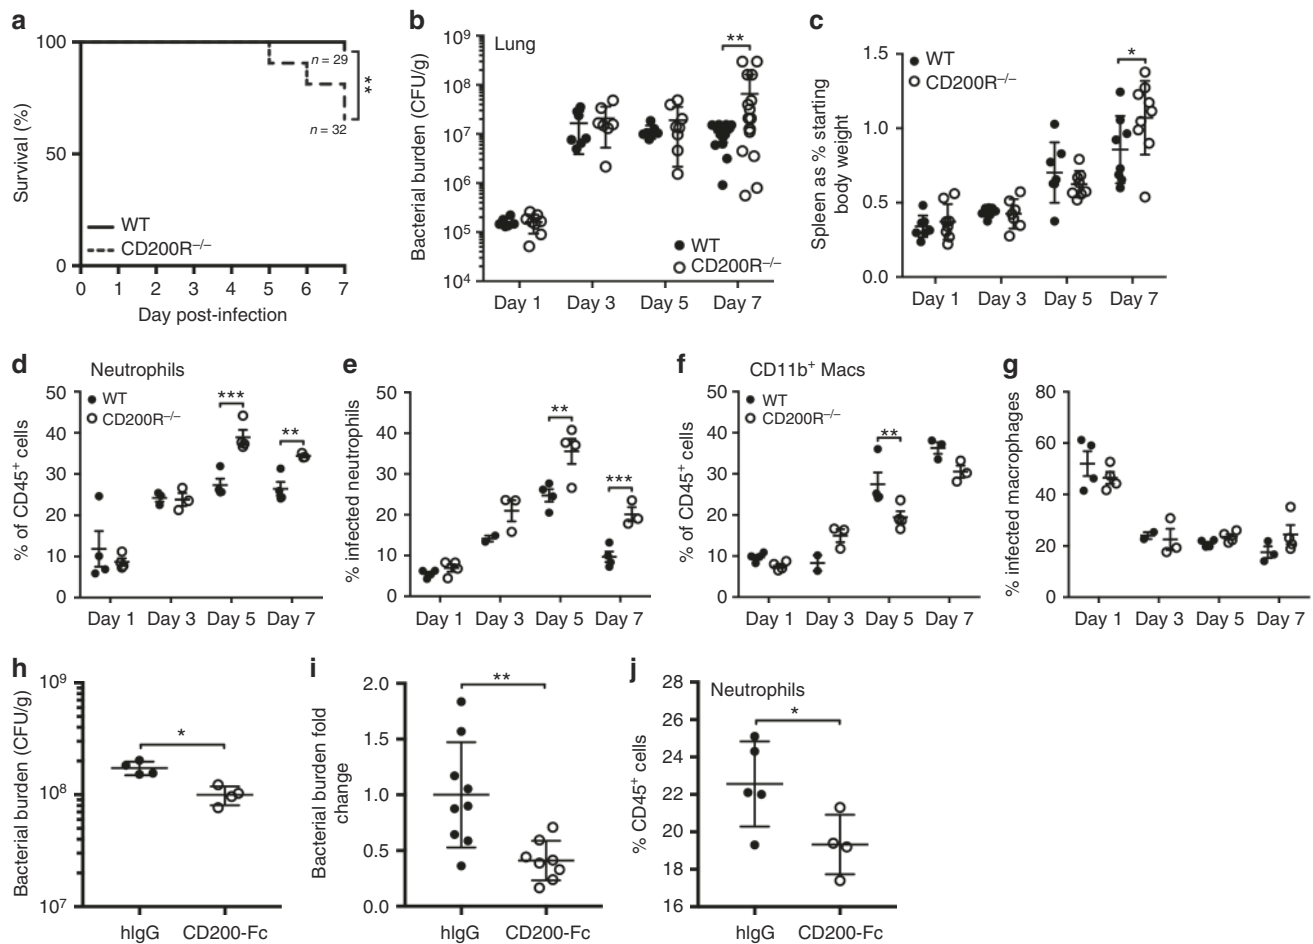 a
Survival (%)
100
50
0
n = 29
**
n = 32
WT
CD200R–/–
0 1 2 3 4 5 6 7
Day post-infection
b
Bacterial burden (CFU/g)
Lung
10⁹
10⁸
10⁷
10⁶
10⁵
10⁴
**
WT
CD200R–/–
Day 1 Day 3 Day 5 Day 7
c
Spleen as % starting
body weight
1.5
1.0
0.5
0.0
WT
CD200R–/–
*
Day 1 Day 3 Day 5 Day 7
d
Neutrophils
% of CD45⁺ cells
50
40
30
20
10
0
WT
CD200R–/–
***
**
Day 1 Day 3 Day 5 Day 7
e
% infected neutrophils
50
40
30
20
10
0
**
***
Day 1 Day 3 Day 5 Day 7
f
CD11b⁺ Macs
% of CD45⁺ cells
50
40
30
20
10
0
WT
CD200R–/–
**
Day 1 Day 3 Day 5 Day 7
g
% infected macrophages
80
60
40
20
0
Day 1 Day 3 Day 5 Day 7
h
Bacterial burden (CFU/g)
10⁹
10⁸
10⁷
*
hIgG CD200-Fc
i
Bacterial burden fold
change
2.0
1.5
1.0
0.5
0.0
**
hIgG CD200-Fc
j
Neutrophils
% CD45⁺ cells
28
26
24
22
20
18
16
*
hIgG CD200-Fc